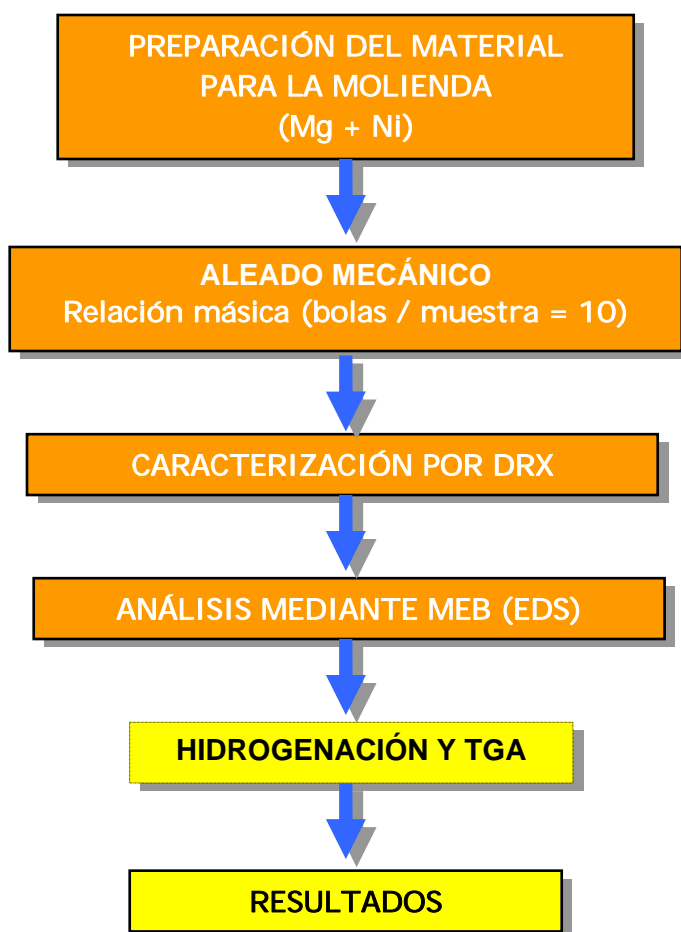 PREPARACIÓN DEL MATERIAL
PARA LA MOLIENDA
(Mg + Ni)
ALEADO MECÁNICO
Relación másica (bolas / muestra = 10)
CARACTERIZACIÓN POR DRX
ANÁLISIS MEDIANTE MEB (EDS)
HIDROGENACIÓN Y TGA
RESULTADOS